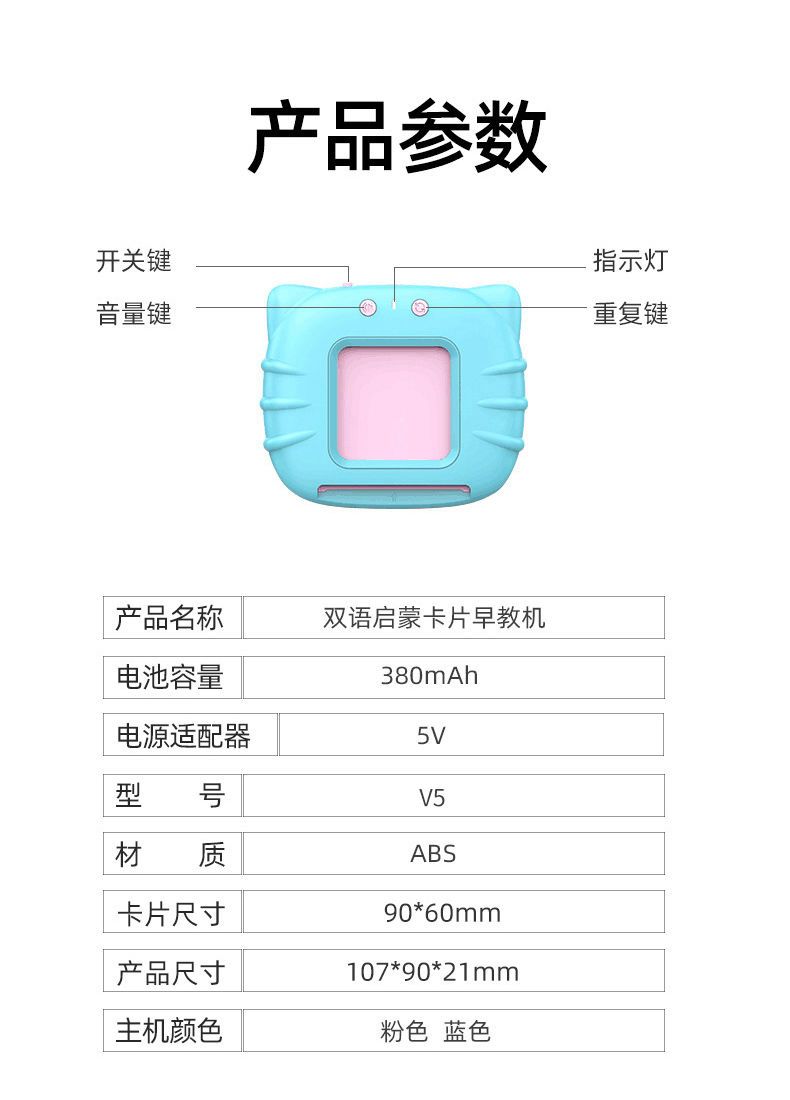 产品参数
开关键
指示灯
音量键
重复键
产品名称 双语启蒙卡片早教机
电池容量 380mAh
电源适配器 5V
型 号 V5
材 质 ABS
卡片尺寸 90*60mm
产品尺寸 107*90*21mm
主机颜色 粉色 蓝色